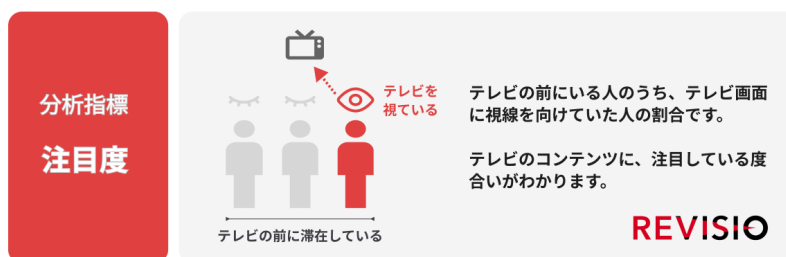 分析指標
注目度
テレビを
視ている
テレビの前に滞在している
テレビの前にいる人のうち、テレビ画面
に視線を向けていた人の割合です。
テレビのコンテンツに、注目している度
合いがわかります。
REVISIO